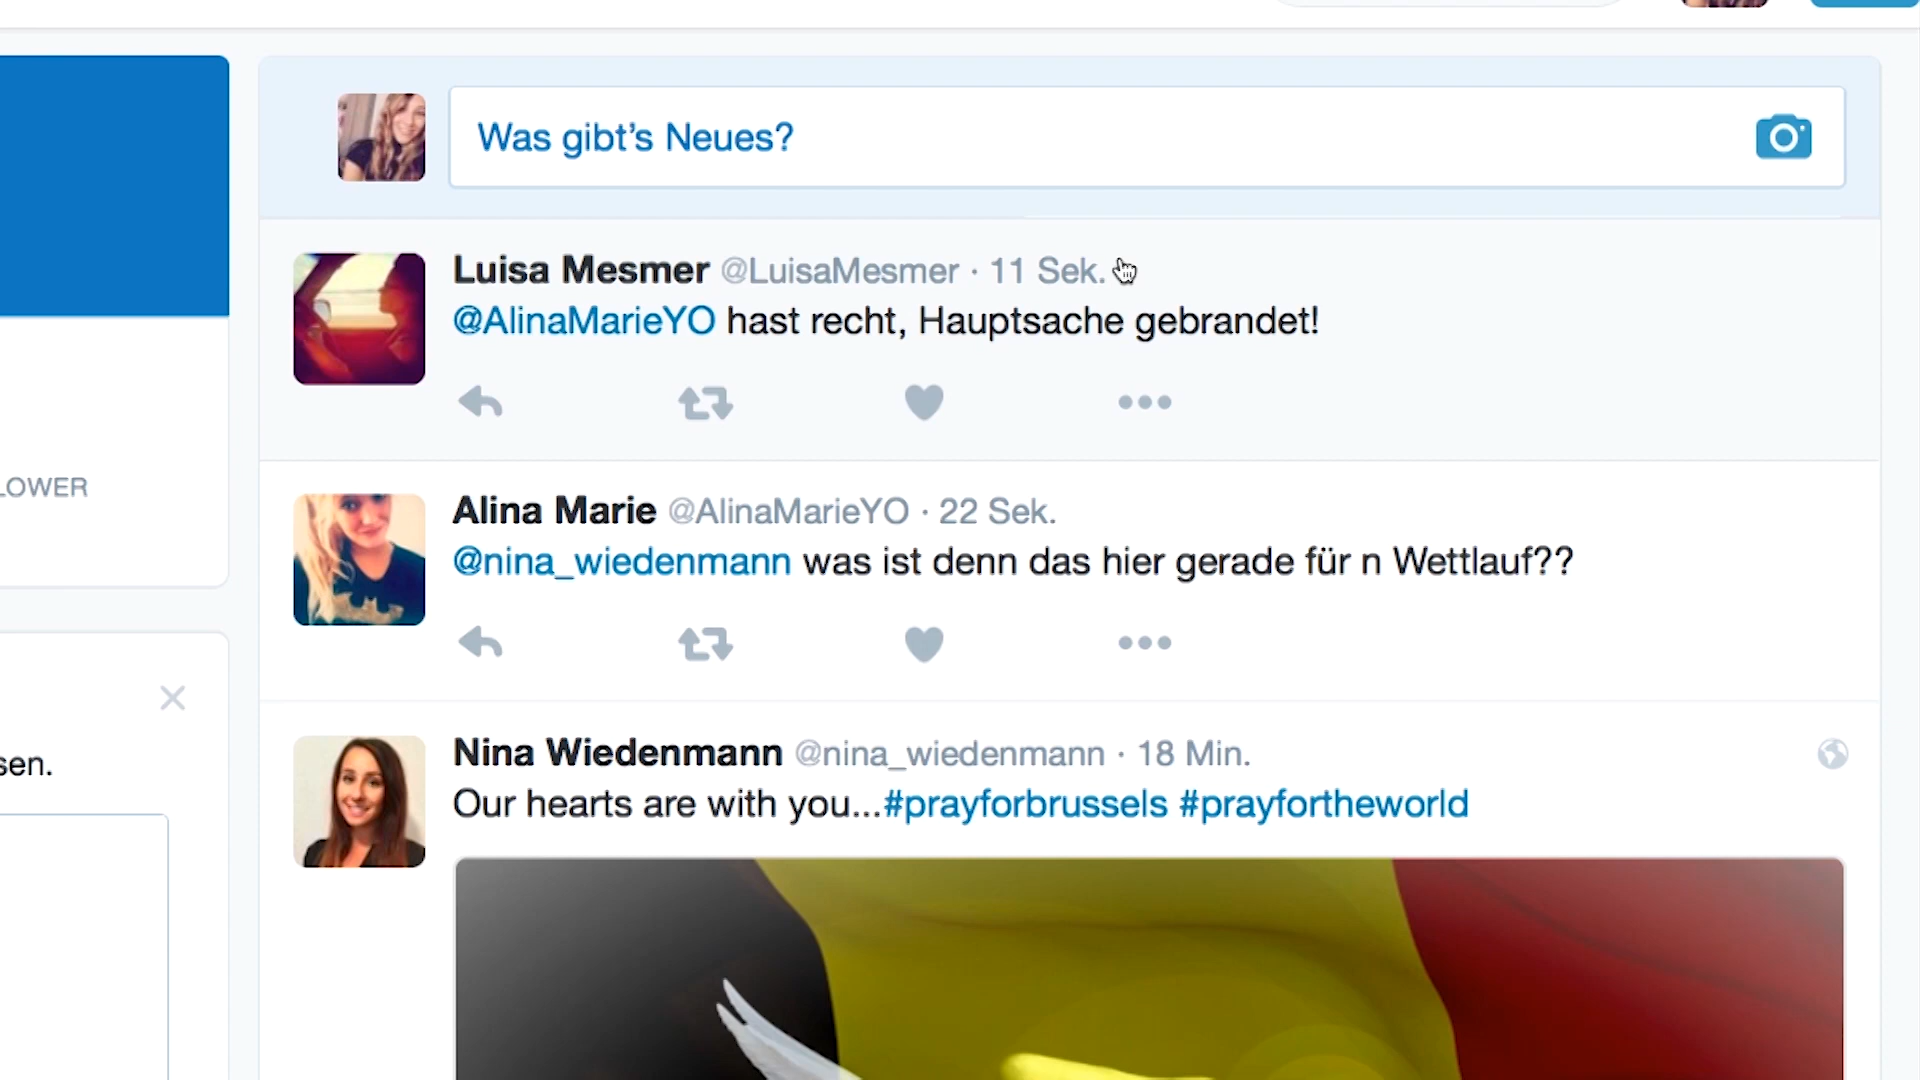 Was gibt’s Neues?
Luisa Mesmer @LuisaMesmer · 11 Sek.
@AlinaMarieYO hast recht, Hauptsache gebrandet!
LOWER
Alina Marie @AlinaMarieYO · 22 Sek.
@nina_wiedenmann was ist denn das hier gerade für n Wettlauf??
sen.
Nina Wiedenmann @nina_wiedenmann · 18 Min.
Our hearts are with you...#prayforbrussels #prayfortheworld